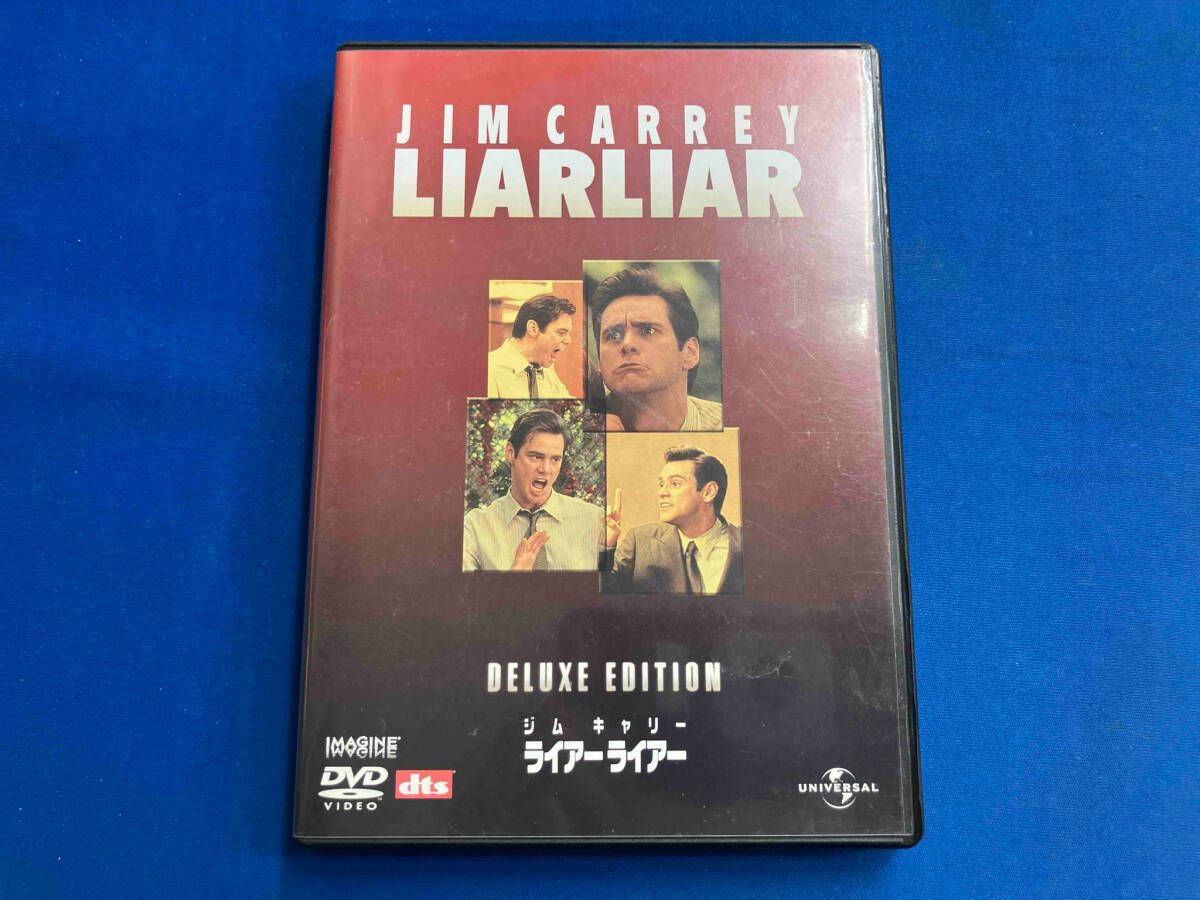 JIM CARREY
LIARLIAR
DELUXE EDITION
ジム キャリー
ライアー ライアー
IMAGINE
DVD
VIDEO
dts
UNIVERSAL